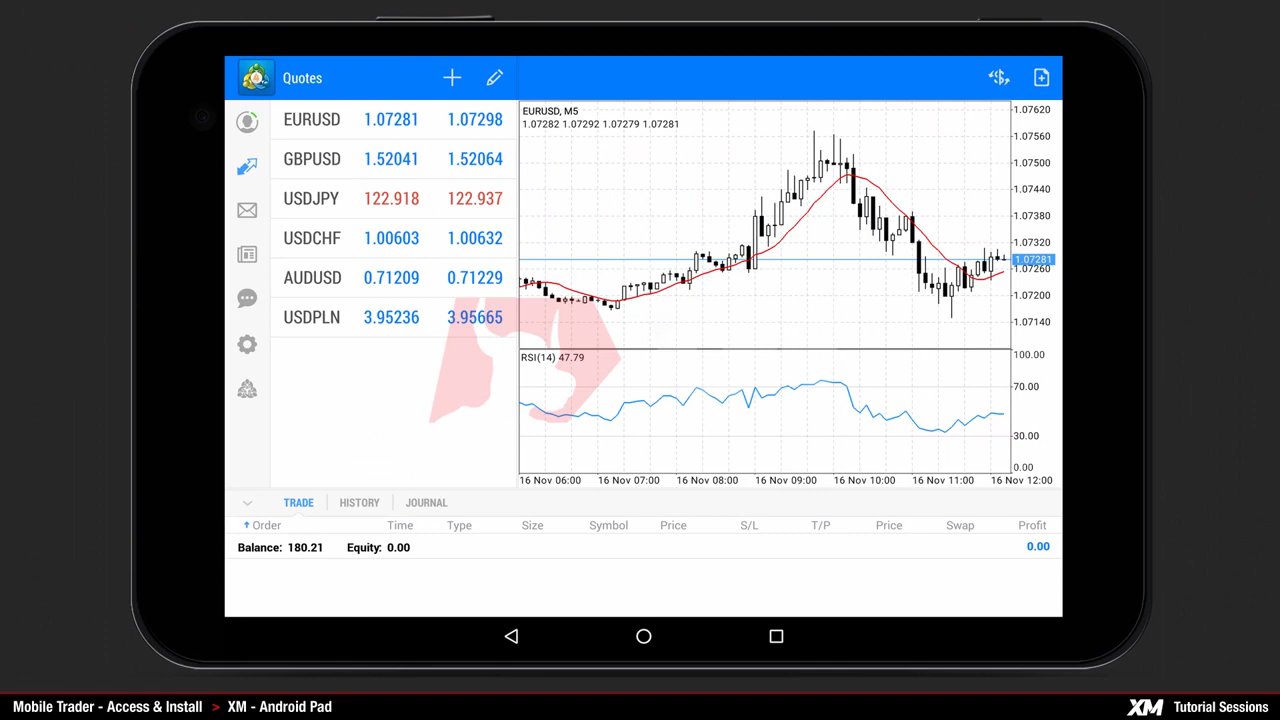 Quotes
EURUSD 1.07281 1.07298
GBPUSD 1.52041 1.52064
USDJPY 122.918 122.937
USDCHF 1.00603 1.00632
AUDUSD 0.71209 0.71229
USDPLN 3.95236 3.95665
EURUSD, M5
1.07282 1.07292 1.07279 1.07281
1.07620
1.07560
1.07500
1.07440
1.07380
1.07320
1.07281
1.07260
1.07200
1.07140
RSI(14) 47.79
100.00
70.00
30.00
0.00
16 Nov 06:00 16 Nov 07:00 16 Nov 08:00 16 Nov 09:00 16 Nov 10:00 16 Nov 11:00 16 Nov 12:00
TRADE HISTORY JOURNAL
Order Time Type Size Symbol Price S/L T/P Price Swap Profit
Balance: 180.21 Equity: 0.00 0.00
Mobile Trader - Access & Install > XM - Android Pad
XM Tutorial Sessions